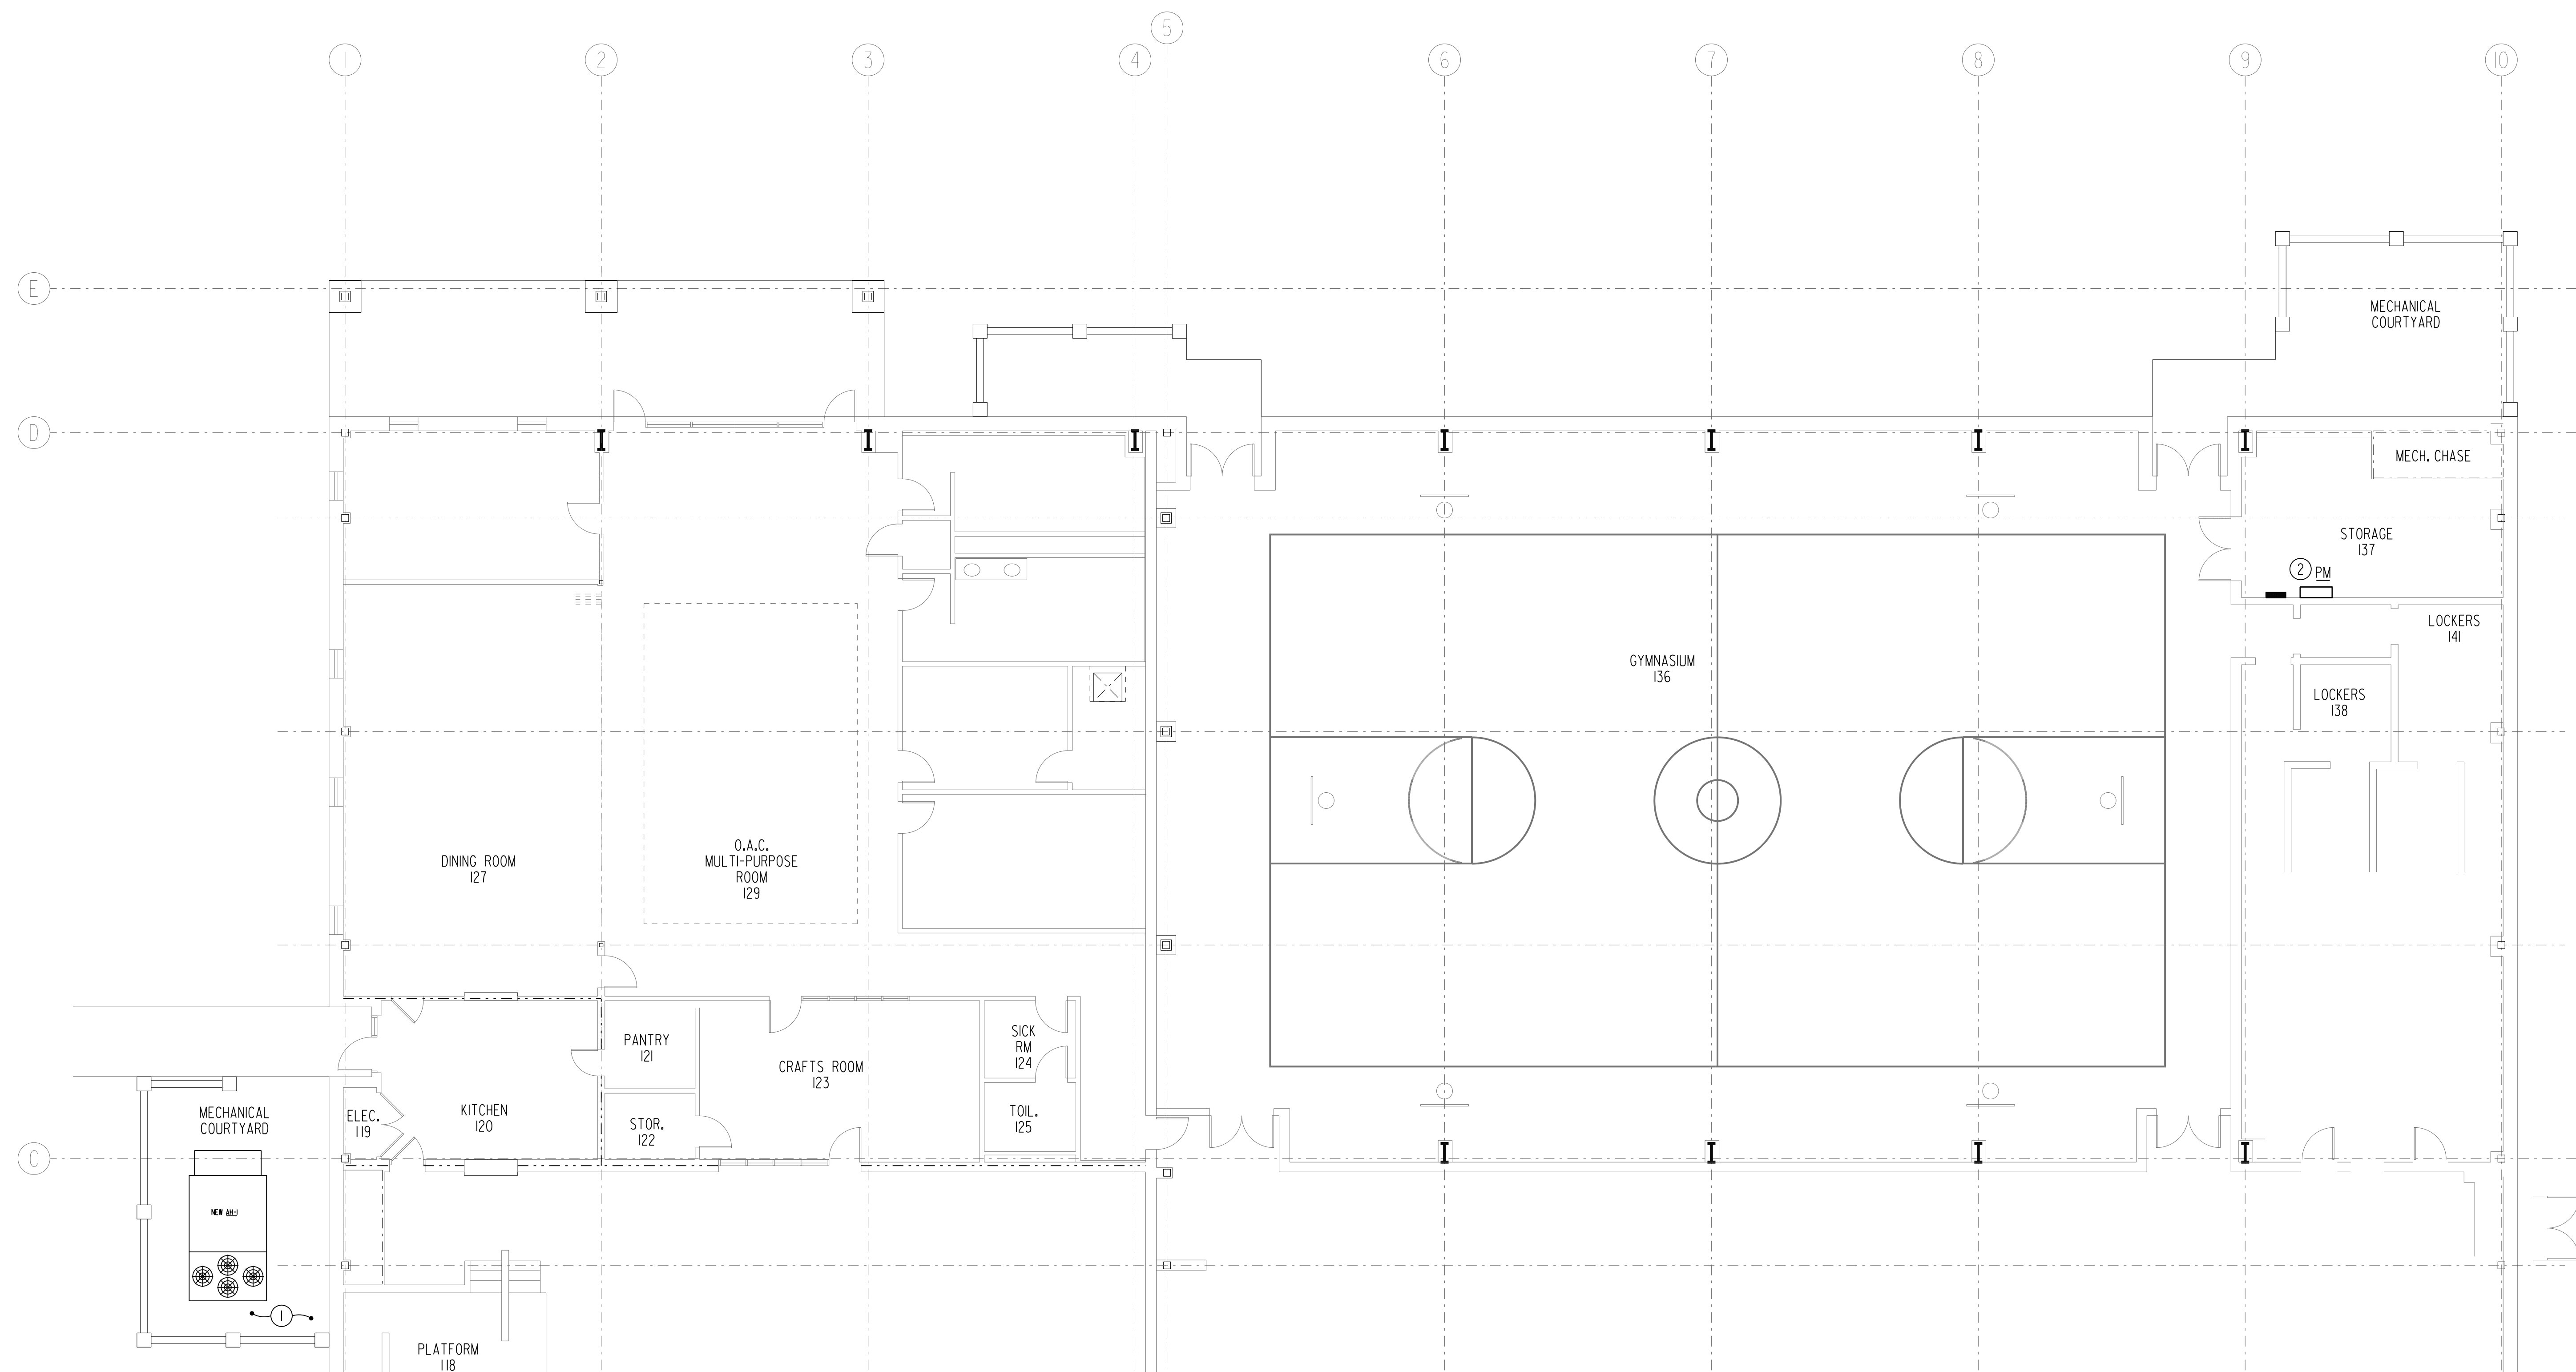 5
1
2
3
4
6
7
8
9
10
E
MECHANICAL
COURTYARD
D
MECH. CHASE
STORAGE
137
2 PM
LOCKERS
141
GYMNASIUM
136
LOCKERS
138
O.A.C.
MULTI-PURPOSE
ROOM
129
DINING ROOM
127
SICK
RM
124
PANTRY
121
CRAFTS ROOM
123
MECHANICAL
COURTYARD
ELEC.
119
KITCHEN
120
STOR.
122
TOIL.
125
C
NEW AH-1
1
PLATFORM
118